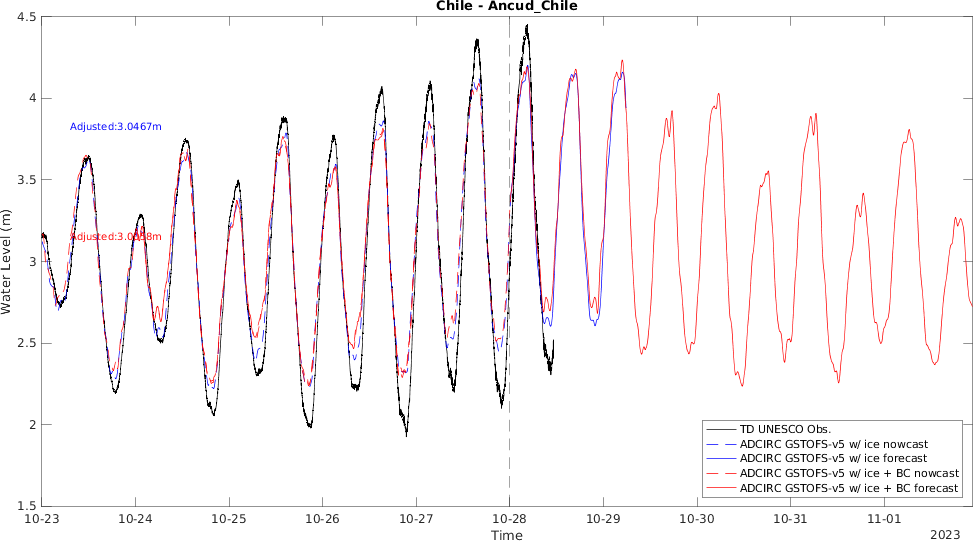 Chile - Ancud_Chile
4.5
4
3.5
3
2.5
2
1.5
Water Level (m)
Adjusted:3.0467m
TD UNESCO Obs.
ADCIRC GSTOFS-v5 w/ ice nowcast
ADCIRC GSTOFS-v5 w/ ice forecast
ADCIRC GSTOFS-v5 w/ ice + BC nowcast
ADCIRC GSTOFS-v5 w/ ice + BC forecast
10-23 10-24 10-25 10-26 10-27 10-28 10-29 10-30 10-31 11-01
Time
2023